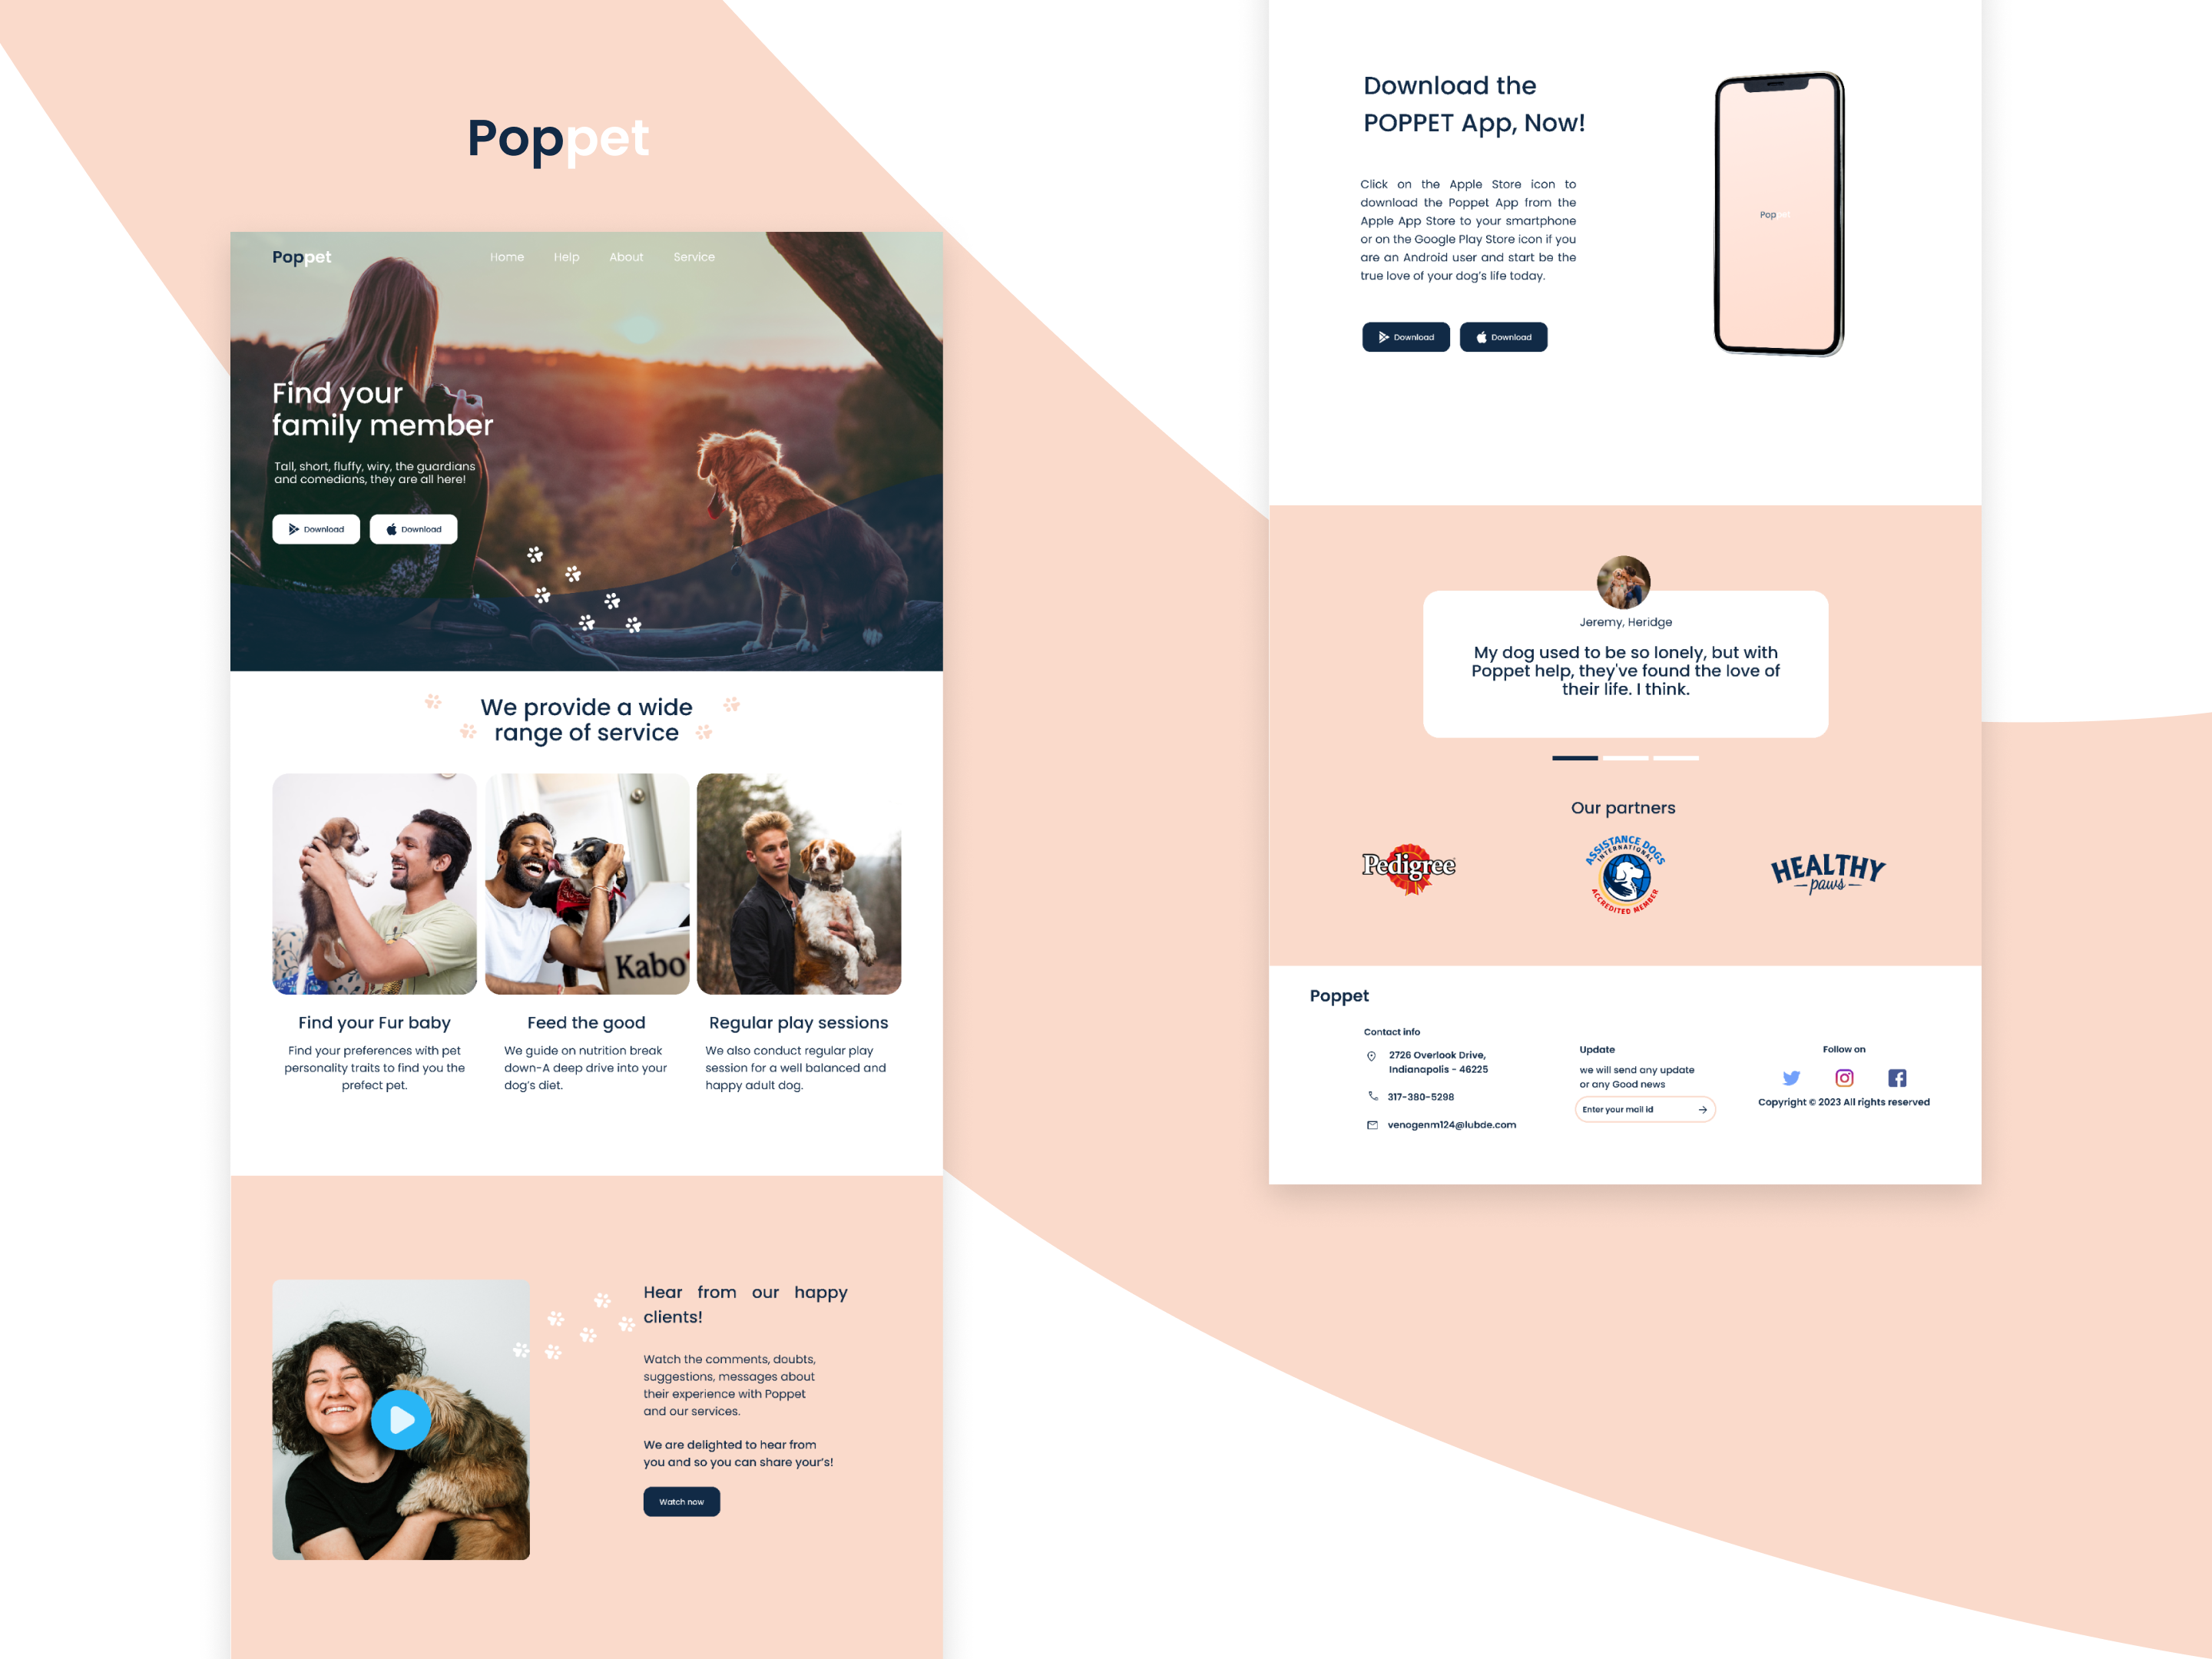 Poppet
Poppet
Home Help About Service
Find your
family member
Tall, short, fluffy, wiry, the guardians
and comedians, they are all here!
Download Download
We provide a wide
range of service
Kabo
Find your Fur baby
Find your preferences with pet
personality traits to find you the
prefect pet.
Feed the good
We guide on nutrition break
down-A deep drive into your
dog's diet.
Regular play sessions
We also conduct regular play
session for a well balanced and
happy adult dog.
Hear from our happy
clients!
Watch the comments, doubts,
suggestions, messages about
their experience with Poppet
and our services.
We are delighted to hear from
you and so you can share your's!
Watch now
Download the
POPPET App, Now!
Click on the Apple Store icon to
download the Poppet App from the
Apple App Store to your smartphone
or on the Google Play Store icon if you
are an Android user and start be the
true love of your dog's life today.
Download Download
Poppet
Jeremy, Heridge
My dog used to be so lonely, but with
Poppet help, they've found the love of
their life. I think.
Our partners
Pedigree
ASSISTANCE DOGS
INTERNATIONAL
ACCREDITED MEMBER
HEALTHY
paws
Poppet
Contact info
2726 Overlook Drive,
Indianapolis - 46225
317-380-5298
venogenm124@lubde.com
Update
we will send any update
or any Good news
Enter your mail id
Follow on
Copyright © 2023 All rights reserved